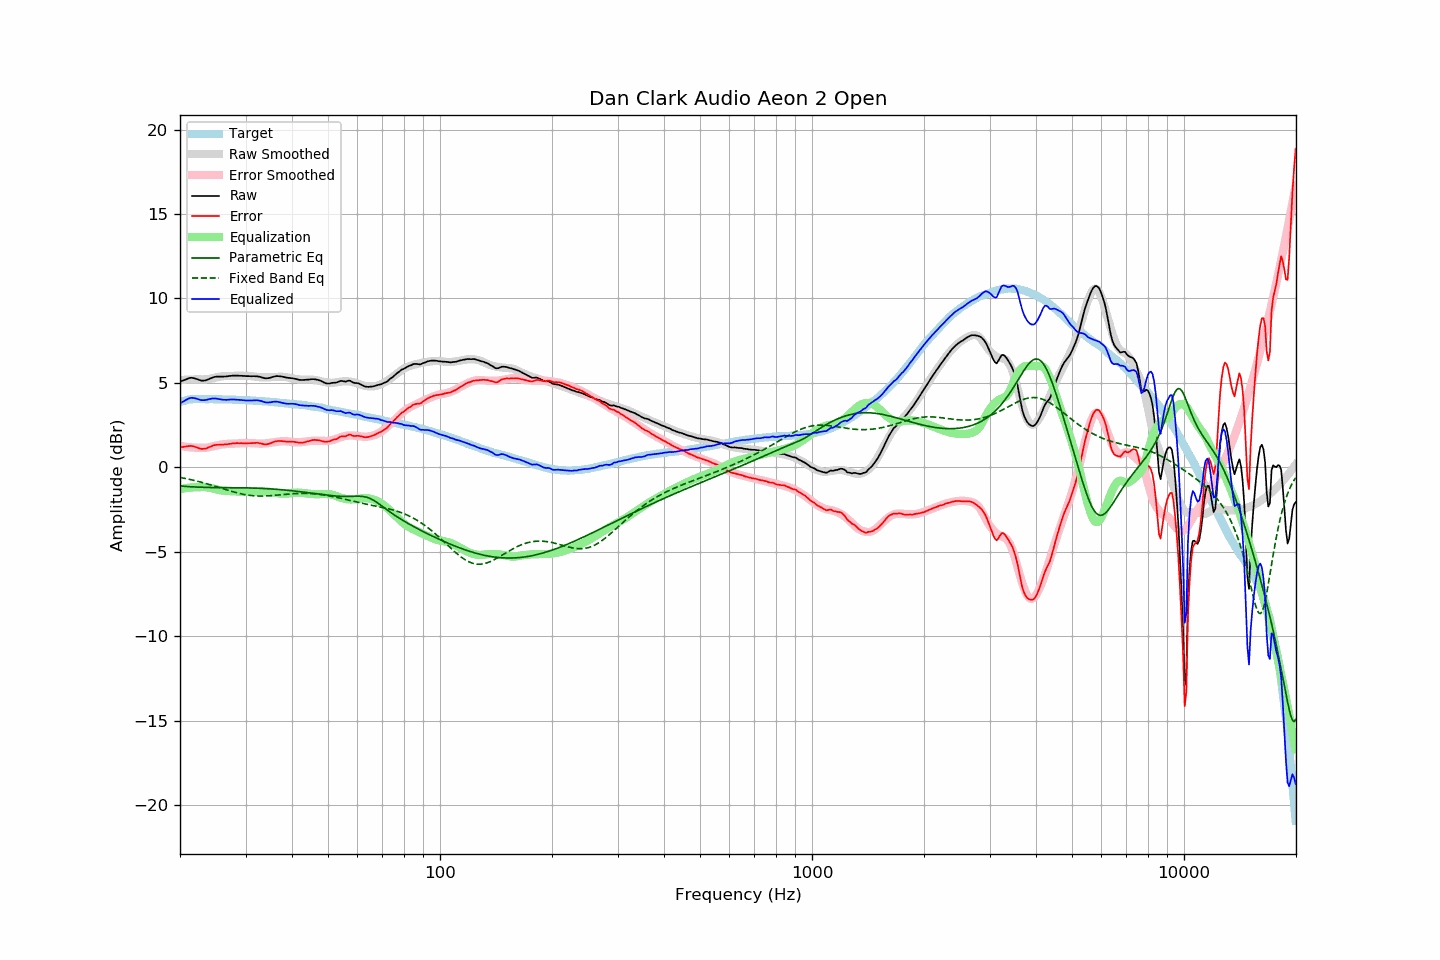 Dan Clark Audio Aeon 2 Open
Target
Raw Smoothed
Error Smoothed
Raw
Error
Equalization
Parametric Eq
Fixed Band Eq
Equalized
20
15
10
5
0
−5
−10
−15
−20
Amplitude (dBr)
100
1000
10000
Frequency (Hz)